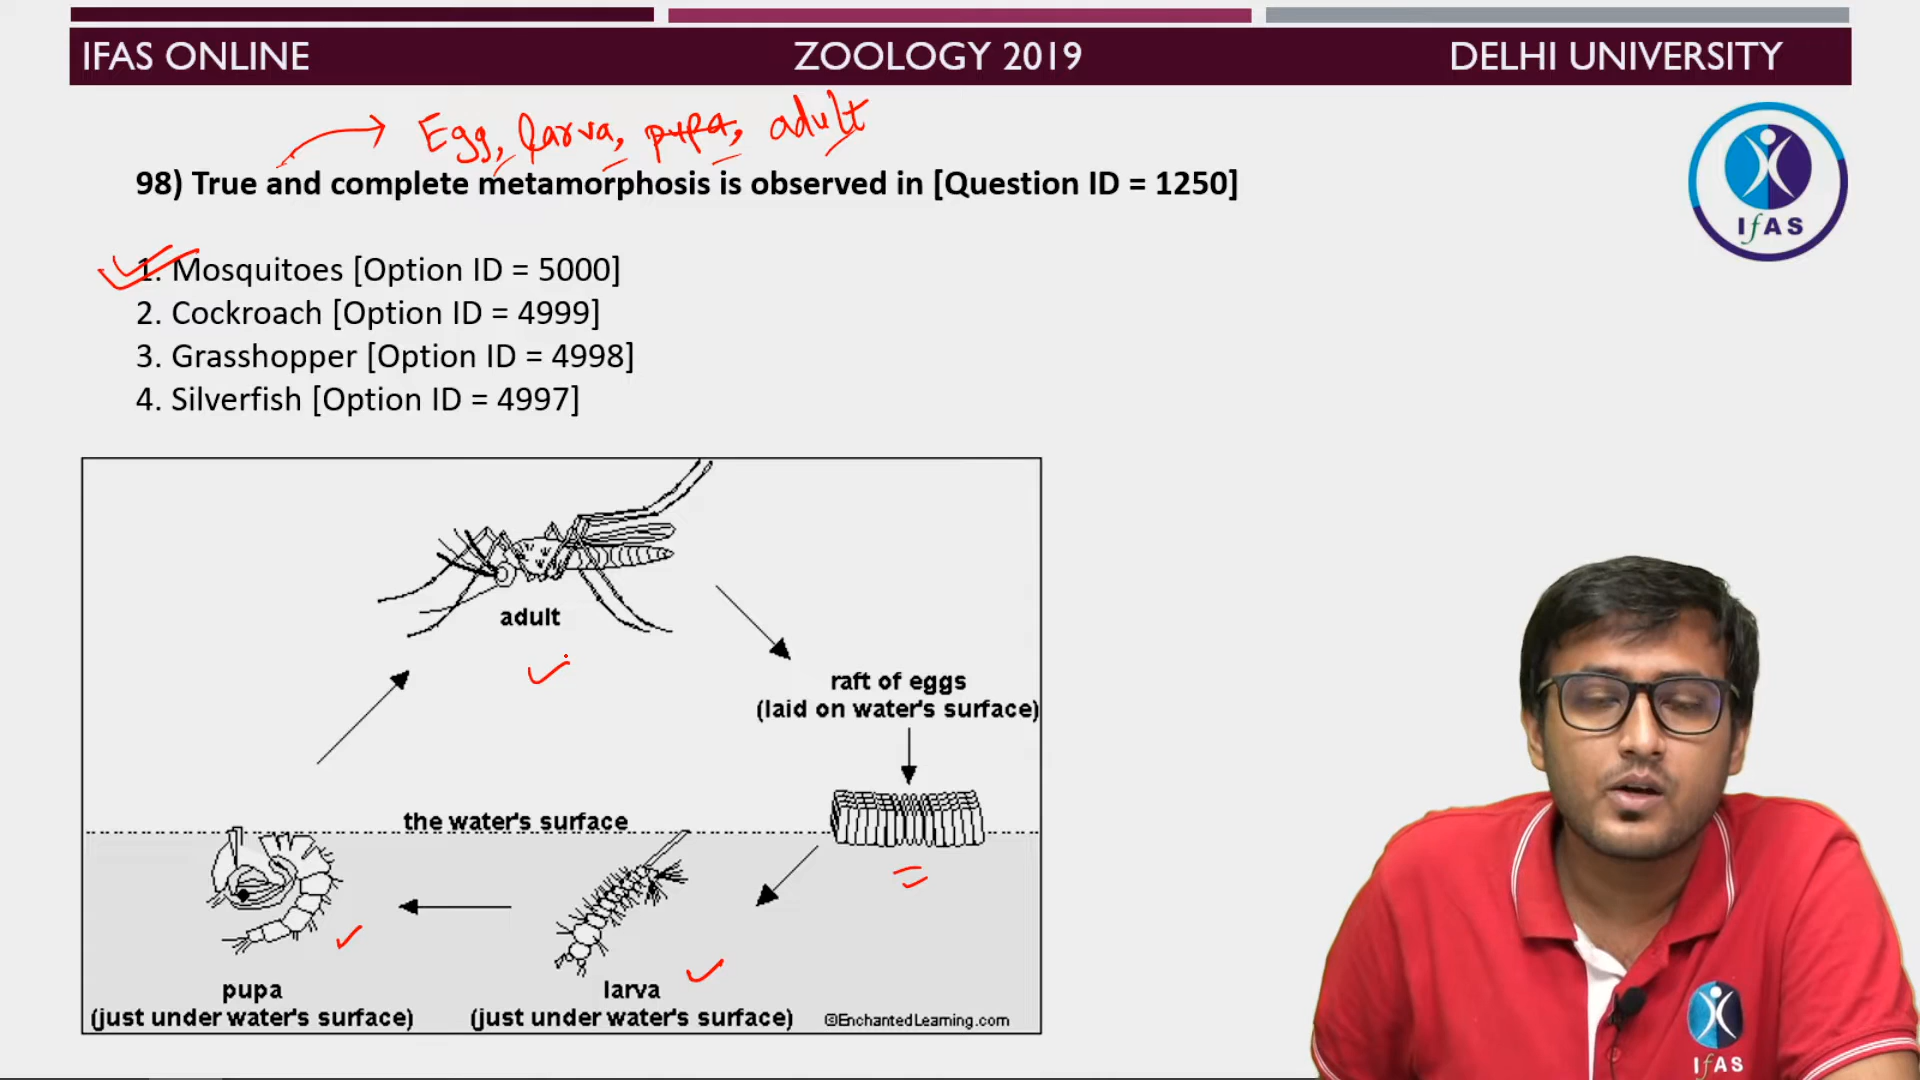 IFAS ONLINE ZOOLOGY 2019 DELHI UNIVERSITY
Egg, larva, pupa, adult
98) True and complete metamorphosis is observed in [Question ID = 1250]
IfAS
1. Mosquitoes [Option ID = 5000]
2. Cockroach [Option ID = 4999]
3. Grasshopper [Option ID = 4998]
4. Silverfish [Option ID = 4997]
adult
raft of eggs
(laid on water's surface)
the water's surface
pupa
(just under water's surface)
larva
(just under water's surface)
©EnchantedLearning.com
IfAS